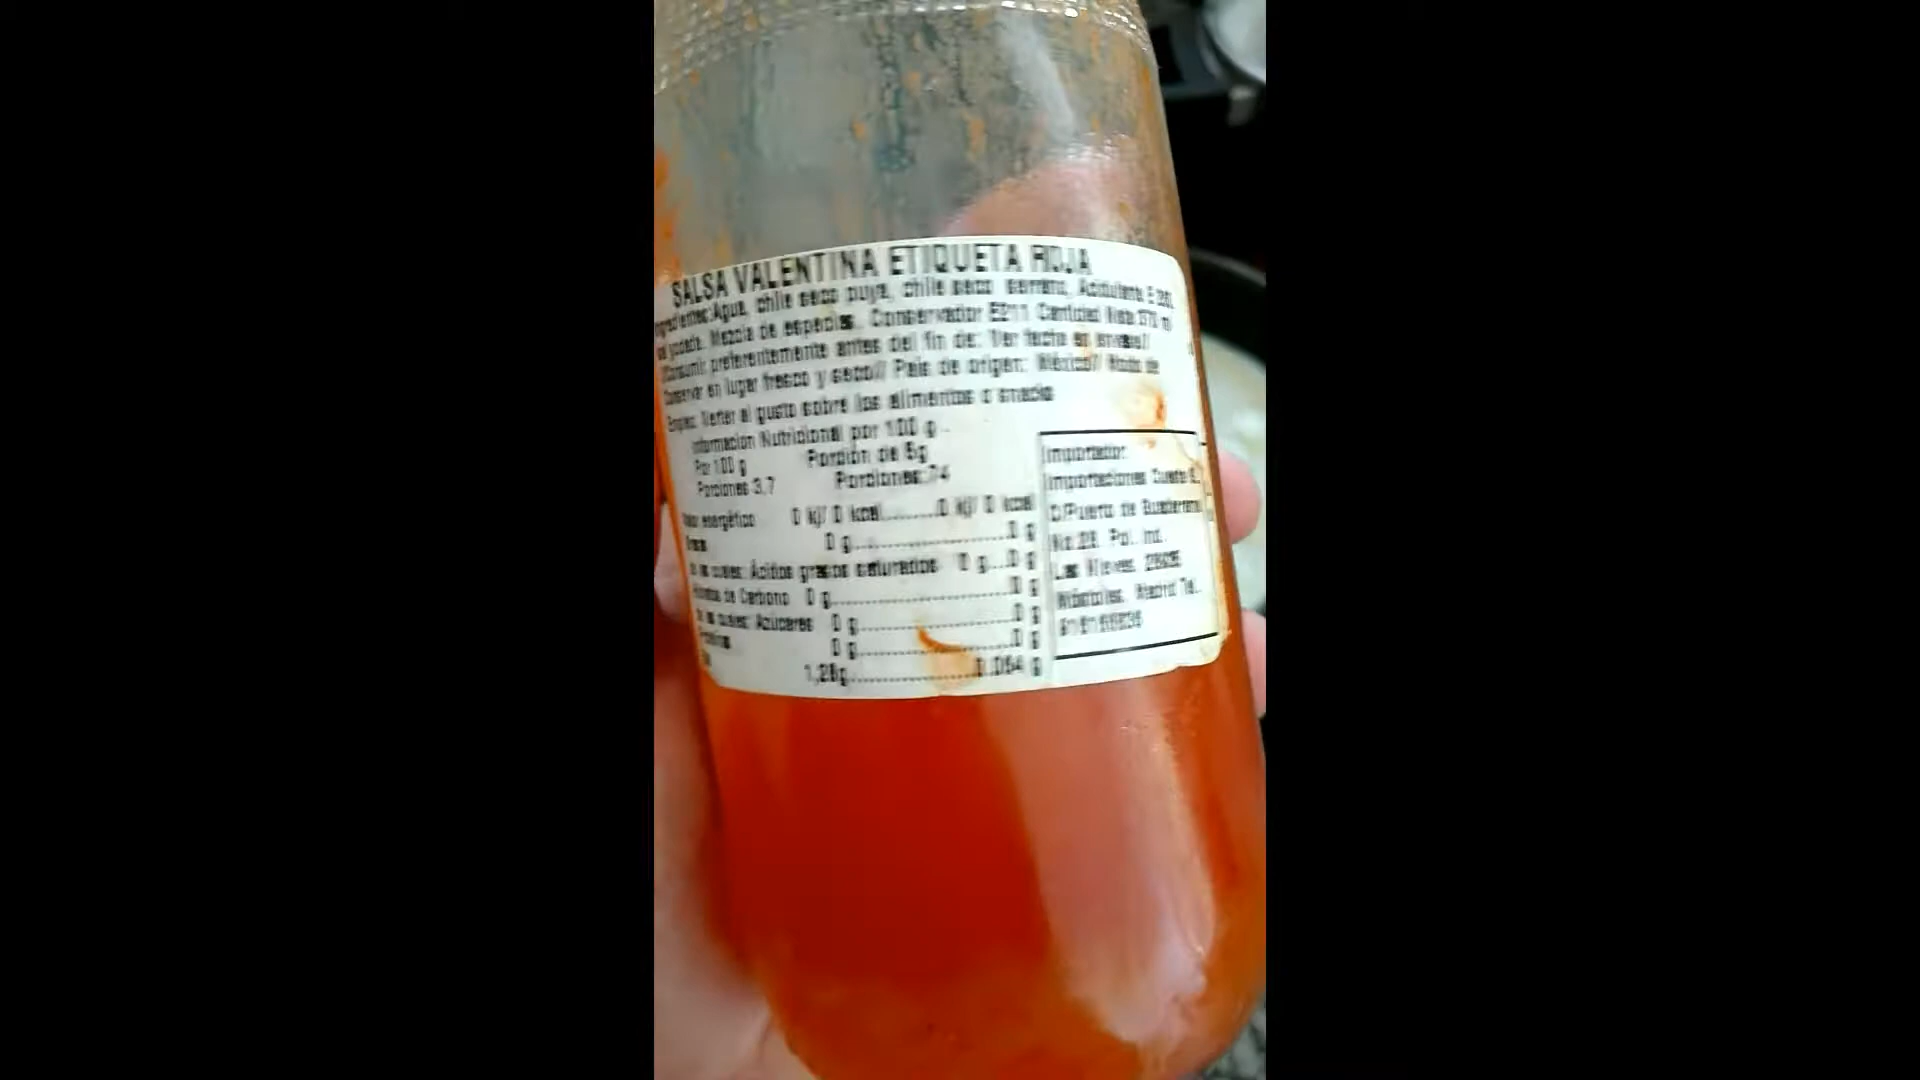 SALSA VALENTINA ETIQUETA ROJA
Ingredientes: Agua, chile seco puya, chile seco serrano, Acidulante E 260,
sal yodada. Mezcla de especias. Conservador E211. Cantidad Neta 370 ml
Consumir preferentemente antes del fin de: Ver fecha en envase//
Conservar en lugar fresco y seco// País de origen: México// Modo de
Empleo: Verter al gusto sobre los alimentos o snacks
Información Nutricional por 100 g
Por 100 g Porción de 5g
Porciones 3,7 Porciones:74
Valor energético 0 kj/ 0 kcal.........0 kj/ 0 kcal
Grasas 0 g....................0 g
de las cuales: Ácidos grasos saturados 0 g...0 g
Hidratos de Carbono 0 g.......................0 g
de los cuales: Azúcares 0 g....................0 g
Proteínas 0 g....................0 g
Sal 1,28g................0.064 g
Importador:
Importaciones Cuesta
C/Puerto de
No.28. Pol. Ind.
Las Nieves. 28935
Móstoles. Madrid